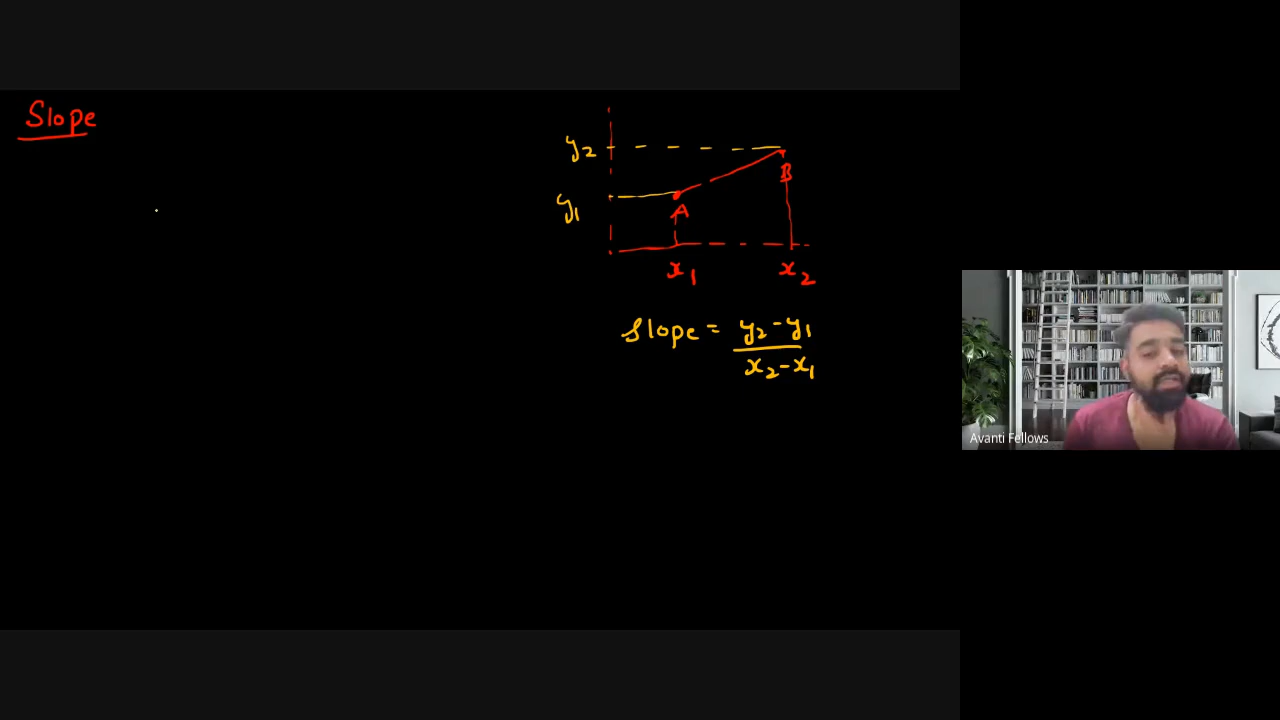 Slope
y₂
B
y₁
A
x₁ x₂
Slope = y₂-y₁
x₂-x₁
Avanti Fellows